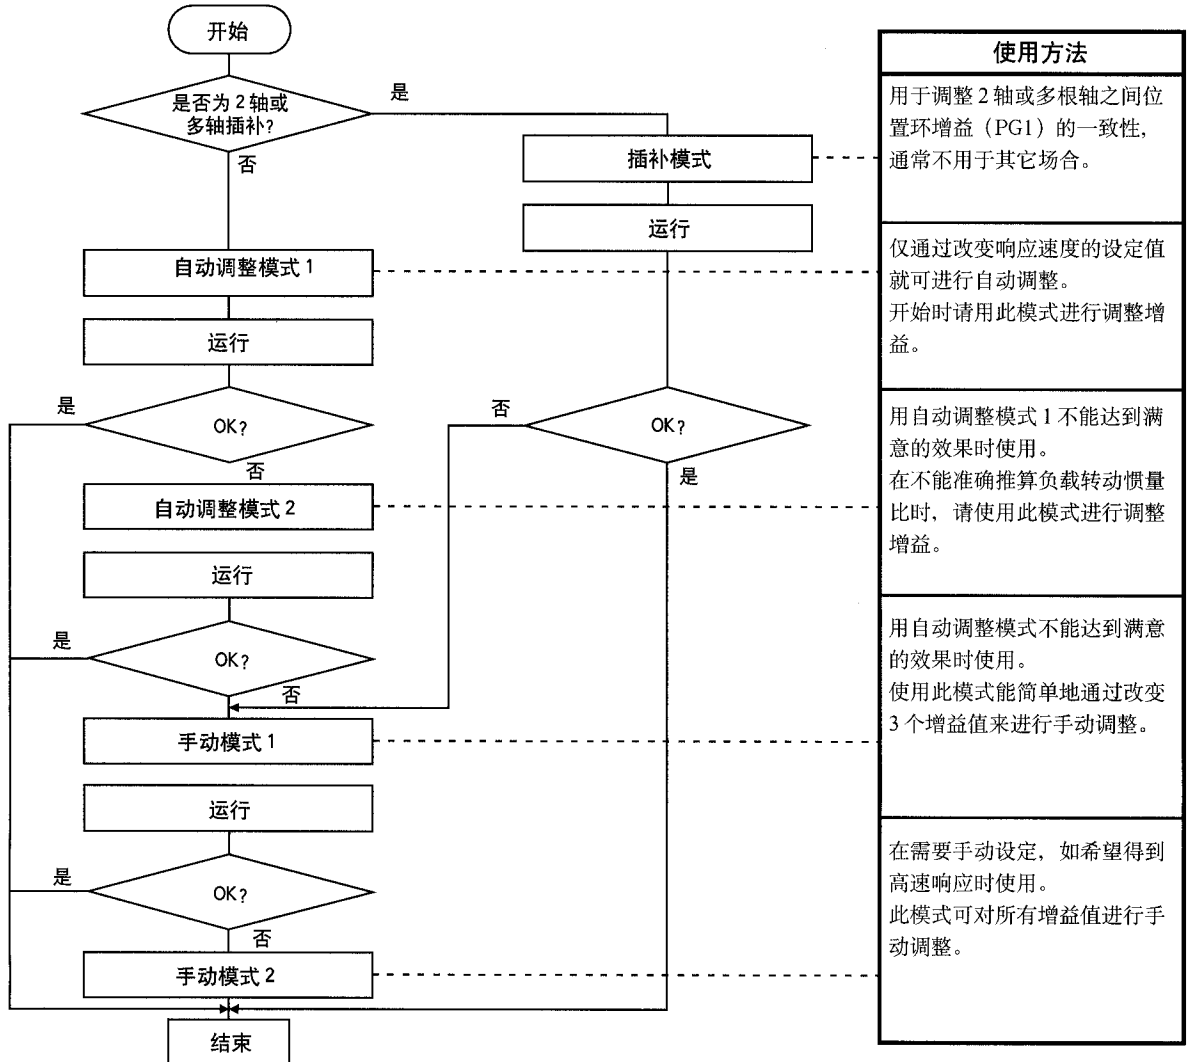 开始
是否为 2 轴或
多轴插补?
是
否
插补模式
运行
自动调整模式 1
运行
是
OK?
否
否
OK?
是
自动调整模式 2
运行
是
OK?
否
手动模式 1
运行
是
OK?
否
手动模式 2
结束
使用方法
用于调整 2 轴或多根轴之间位
置环增益（PG1）的一致性，
通常不用于其它场合。
仅通过改变响应速度的设定值
就可进行自动调整。
开始时请用此模式进行调整增
益。
用自动调整模式 1 不能达到满
意的效果时使用。
在不能准确推算负载转动惯量
比时，请使用此模式进行调整
增益。
用自动调整模式不能达到满意
的效果时使用。
使用此模式能简单地通过改变
3 个增益值来进行手动调整。
在需要手动设定，如希望得到
高速响应时使用。
此模式可对所有增益值进行手
动调整。